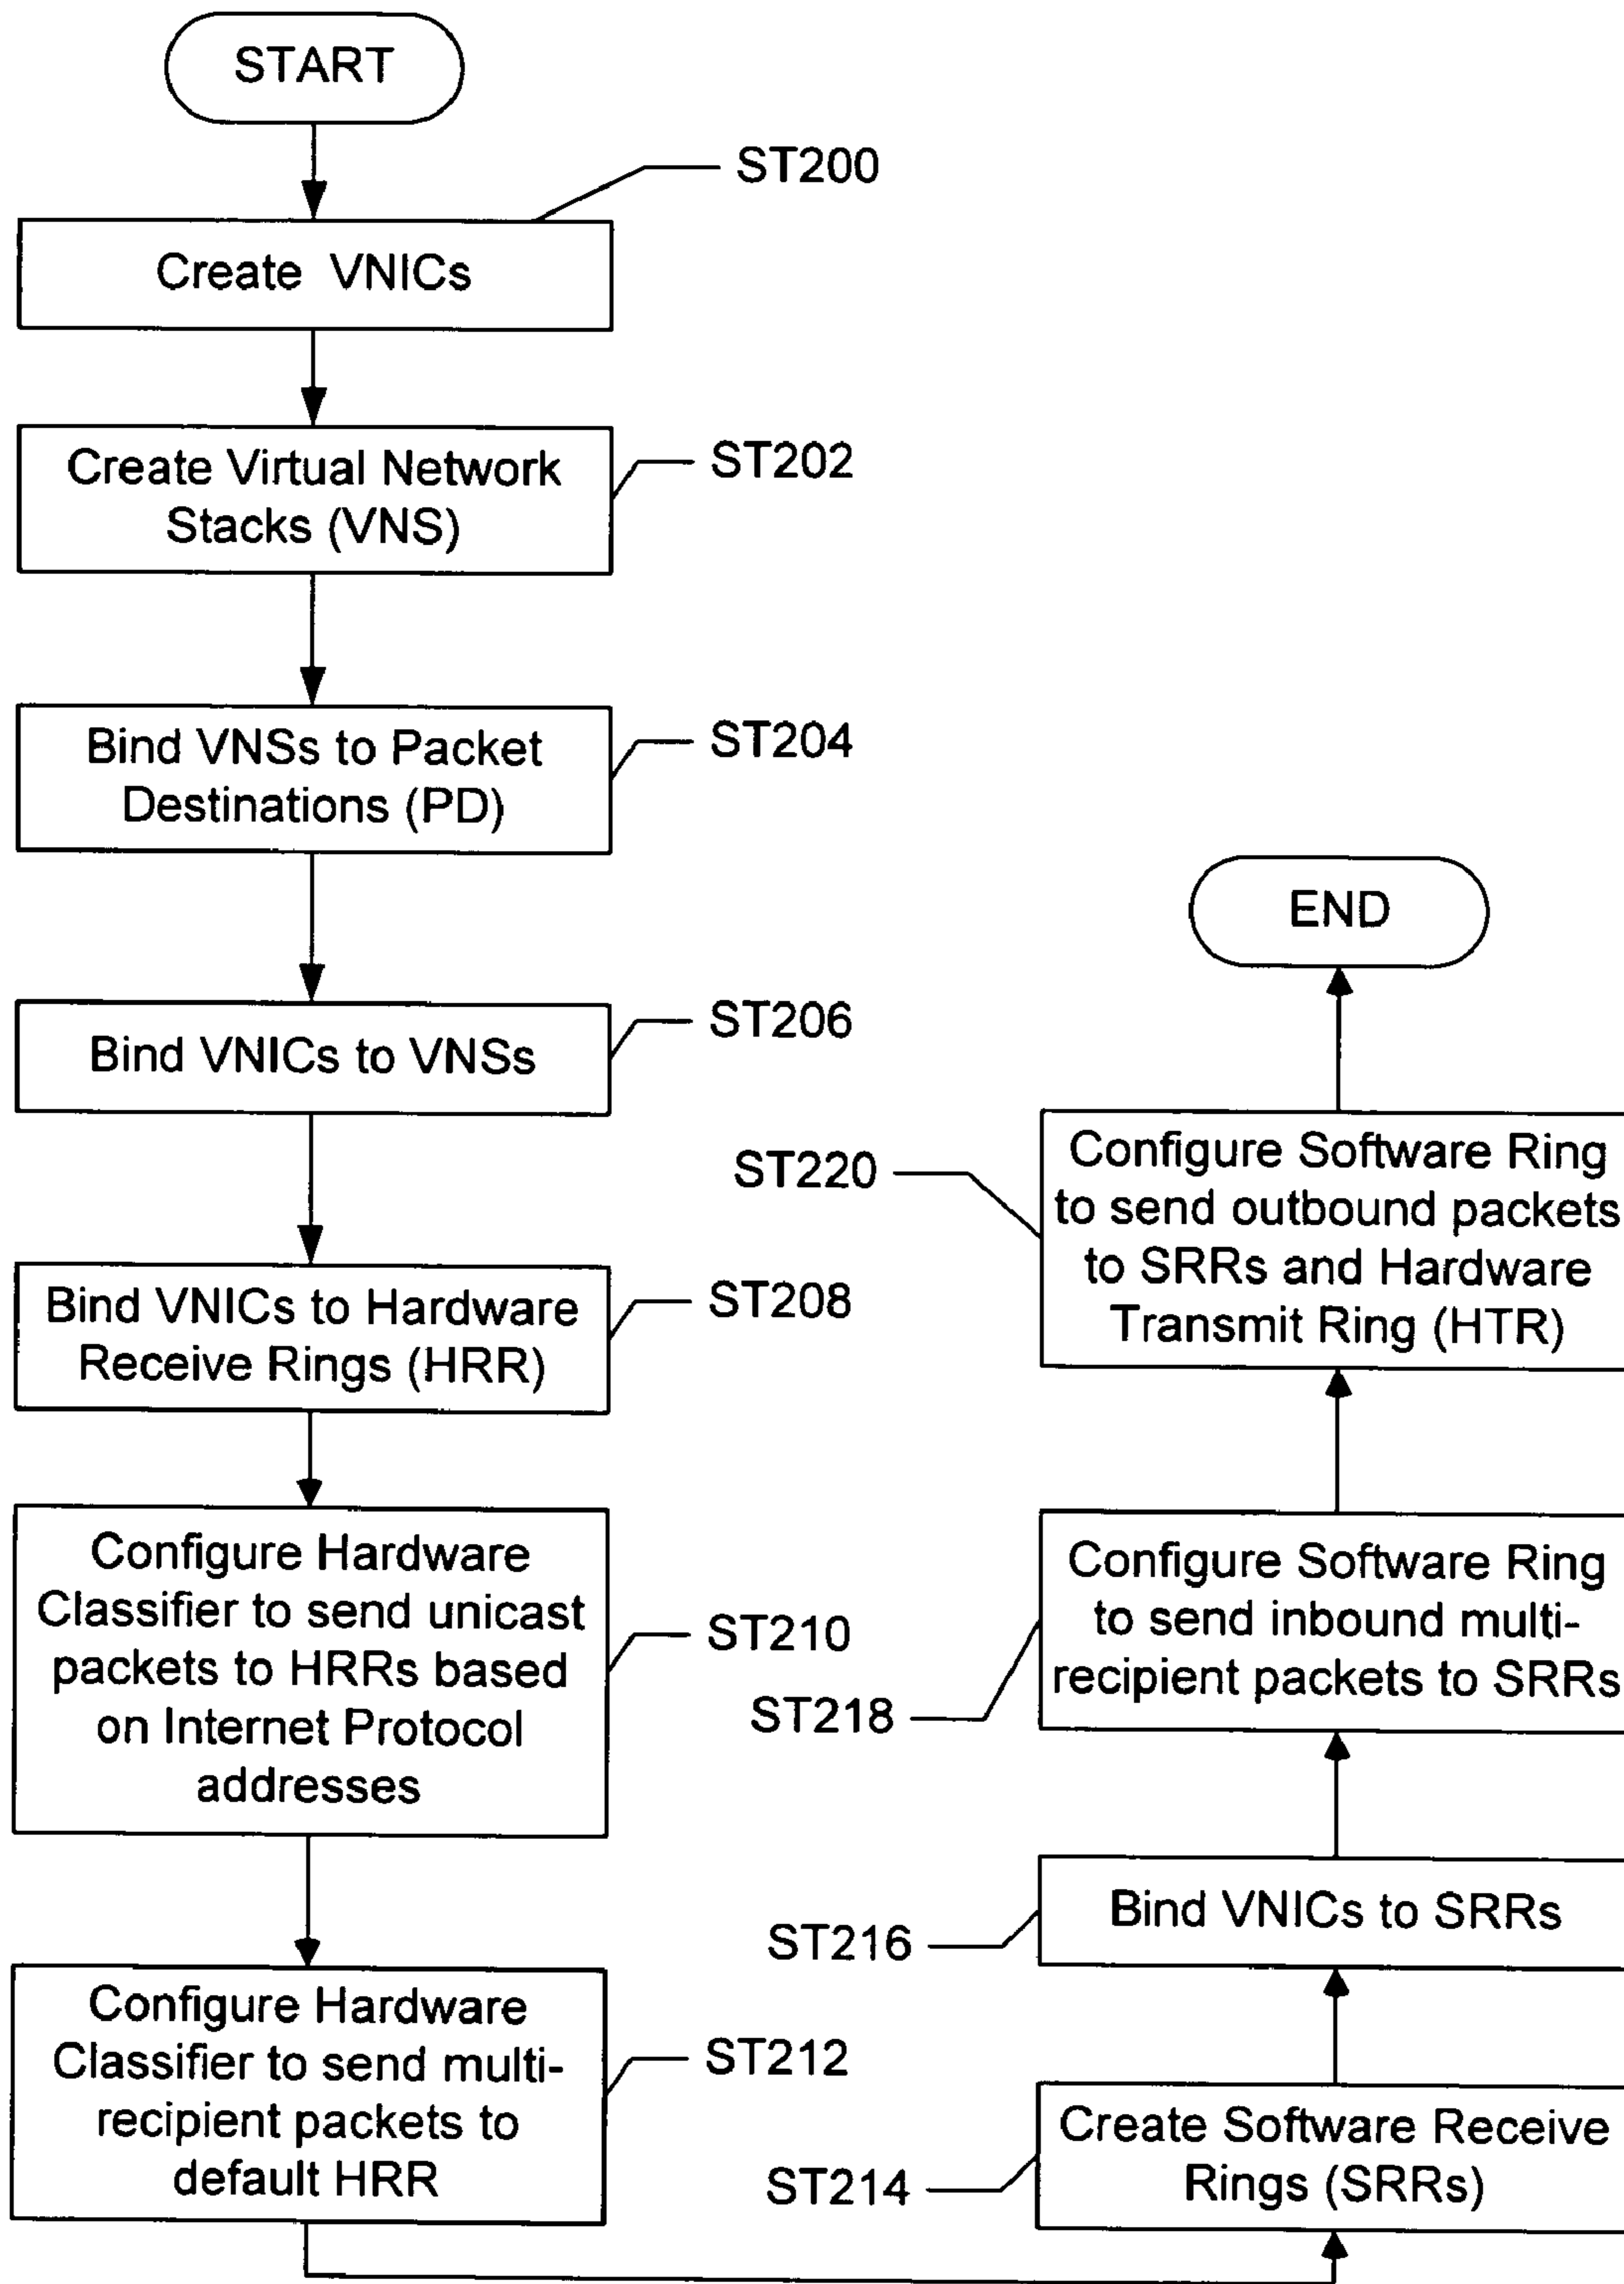 START
ST200
Create VNICs
Create Virtual Network
Stacks (VNS)
ST202
Bind VNSs to Packet
Destinations (PD)
ST204
Bind VNICs to VNSs
ST206
Bind VNICs to Hardware
Receive Rings (HRR)
ST208
Configure Hardware
Classifier to send unicast
packets to HRRs based
on Internet Protocol
addresses
ST210
Configure Hardware
Classifier to send multi-
recipient packets to
default HRR
ST212
Create Software Receive
Rings (SRRs)
ST214
Bind VNICs to SRRs
ST216
Configure Software Ring
to send inbound multi-
recipient packets to SRRs
ST218
Configure Software Ring
to send outbound packets
to SRRs and Hardware
Transmit Ring (HTR)
ST220
END